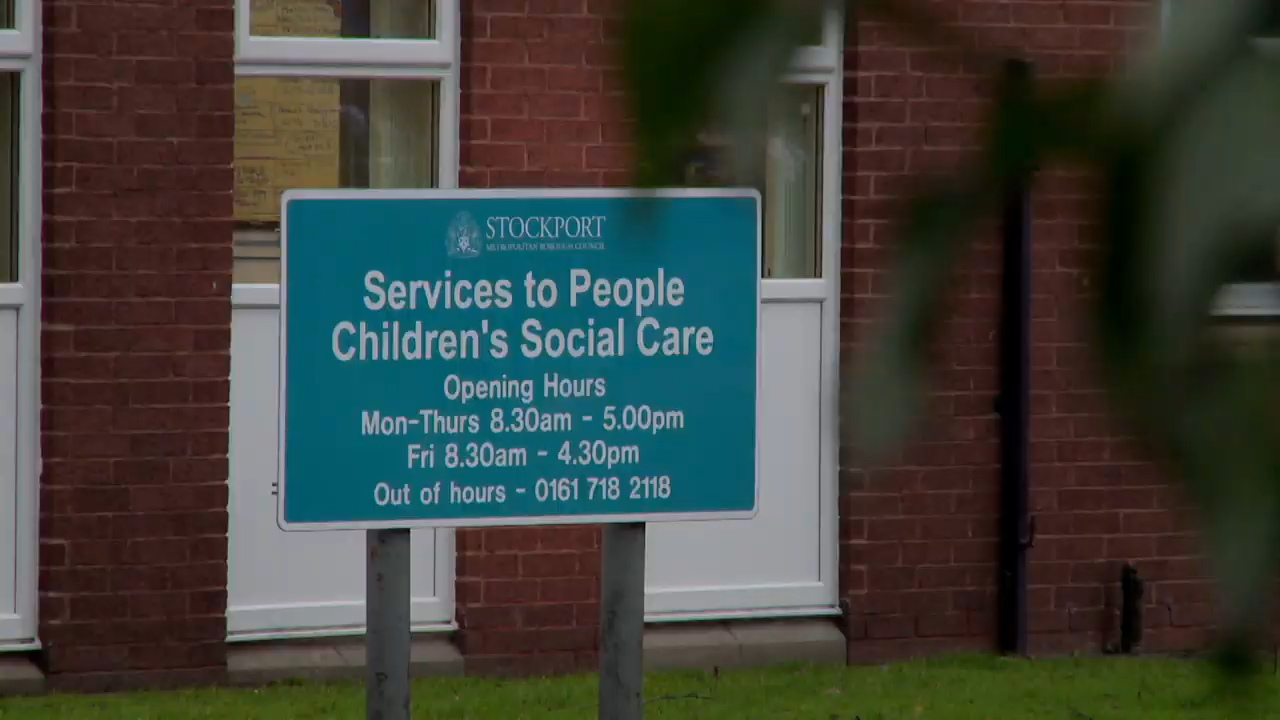 STOCKPORT
METROPOLITAN BOROUGH COUNCIL
Services to People
Children's Social Care
Opening Hours
Mon-Thurs 8.30am - 5.00pm
Fri 8.30am - 4.30pm
Out of hours - 0161 718 2118